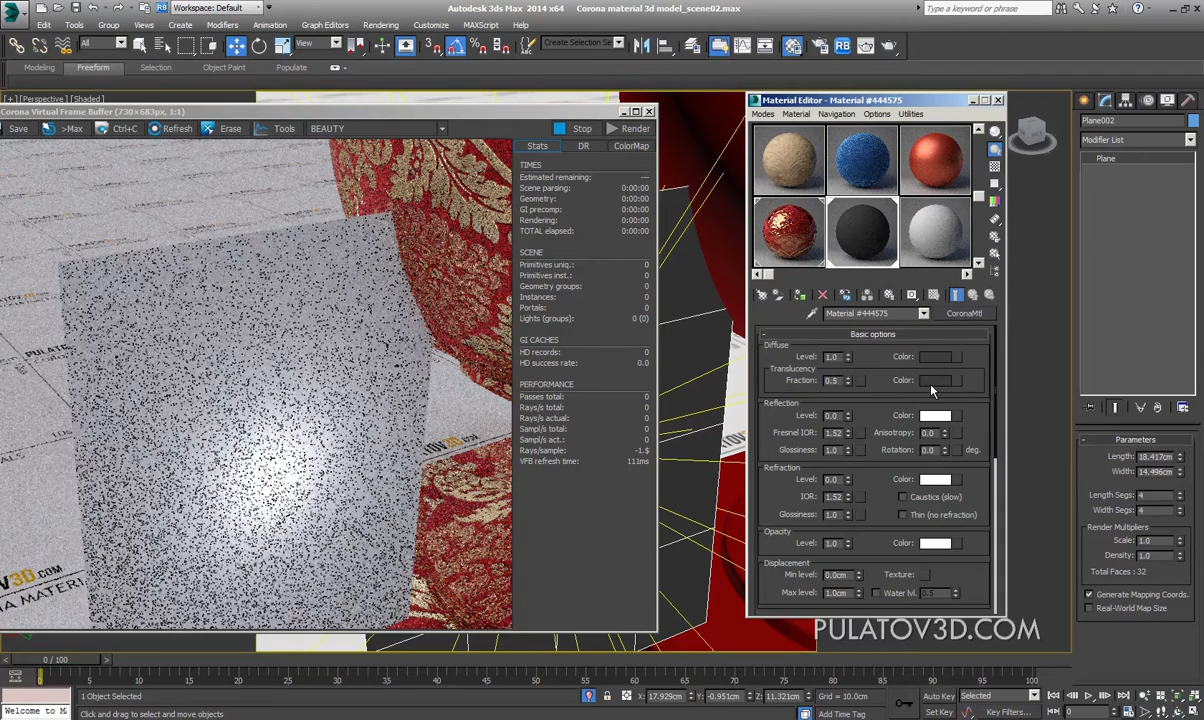 Workspace: Default
Autodesk 3ds Max 2014 x64
Corona material 3d model_scene02.max
Type a keyword or phrase
Edit Tools Group Views Create Modifiers Animation Graph Editors Rendering Customize MAXScript Help
All
View
Create Selection Se
RB
RB
Modeling Freeform Selection Object Paint Populate
[+] [Perspective] [Shaded]
Corona Virtual Frame Buffer (730×683px, 1:1)
Save >Max Ctrl+C Refresh Erase Tools BEAUTY Stop Render
Stats DR ColorMap
TIMES
Estimated remaining: ---
Scene parsing: 0:00:00
Geometry: 0:00:00
GI precomp: 0:00:00
Rendering: 0:00:00
TOTAL elapsed: 0:00:00
SCENE
Primitives uniq.: 0
Primitives inst.: 0
Geometry groups: 0
Instances: 0
Portals: 0
Lights (groups): 0 (0)
GI CACHES
HD records: 0
HD success rate: 0.0
PERFORMANCE
Passes total: 0
Rays/s total: 0
Rays/s actual: 0
Sampl/s total: 0
Sampl/s act.: 0
Rays/sample: -1.$
VFB refresh time: 111ms
Material Editor - Material #444575
Modes Material Navigation Options Utilities
Material #444575 CoronaMtl
Basic options
Diffuse
Level: 1.0 Color:
Translucency
Fraction: 0.5 Color:
Reflection
Level: 0.0 Color:
Fresnel IOR: 1.52 Anisotropy: 0.0
Glossiness: 1.0 Rotation: 0.0 deg.
Refraction
Level: 0.0 Color:
IOR: 1.52 Caustics (slow)
Glossiness: 1.0 Thin (no refraction)
Opacity
Level: 1.0 Color:
Displacement
Min level: 0.0cm Texture:
Max level: 1.0cm Water lvl. 0.5
PULATOV3D.COM
Plane002
Modifier List
Plane
Parameters
Length: 18.417cm
Width: 14.496cm
Length Segs: 4
Width Segs: 4
Render Multipliers
Scale: 1.0
Density: 1.0
Total Faces : 32
Generate Mapping Coords.
Real-World Map Size
0 / 100
0 5 10 15 20 25 30 35 40 45 50 55 60 65 70 75 80 85 90 95 100
1 Object Selected
X: 17.929cm Y: -0.951cm Z: 11.321cm Grid = 10.0cm
Auto Key Selected
Welcome to M
Click and drag to select and move objects
Add Time Tag
Set Key Key Filters...
0